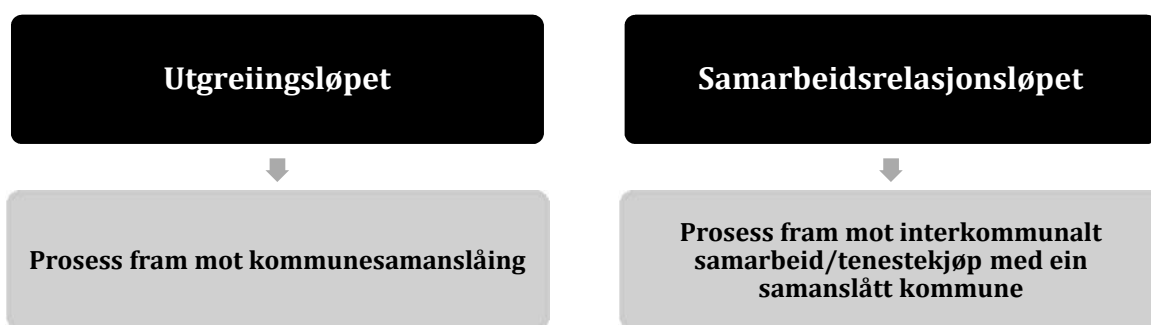 Utgreiingsløpet
Samarbeidsrelasjonsløpet
Prosess fram mot kommunesamanslåing
Prosess fram mot interkommunalt
samarbeid/tenestekjøp med ein
samanslått kommune